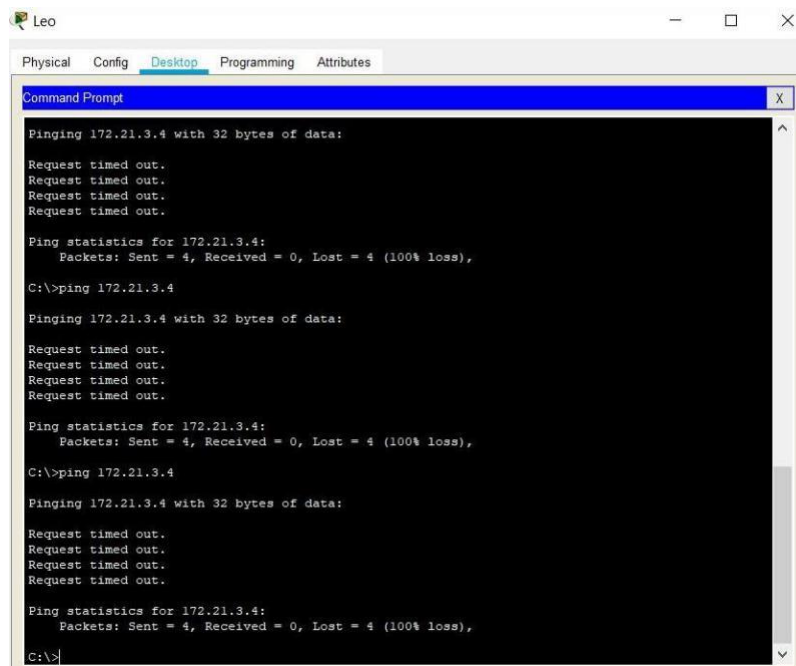 Leo
Physical Config Desktop Programming Attributes
Command Prompt
X
Pinging 172.21.3.4 with 32 bytes of data:
Request timed out.
Request timed out.
Request timed out.
Request timed out.
Ping statistics for 172.21.3.4:
Packets: Sent = 4, Received = 0, Lost = 4 (100% loss),
C:\>ping 172.21.3.4
Pinging 172.21.3.4 with 32 bytes of data:
Request timed out.
Request timed out.
Request timed out.
Request timed out.
Ping statistics for 172.21.3.4:
Packets: Sent = 4, Received = 0, Lost = 4 (100% loss),
C:\>ping 172.21.3.4
Pinging 172.21.3.4 with 32 bytes of data:
Request timed out.
Request timed out.
Request timed out.
Request timed out.
Ping statistics for 172.21.3.4:
Packets: Sent = 4, Received = 0, Lost = 4 (100% loss),
C:\>